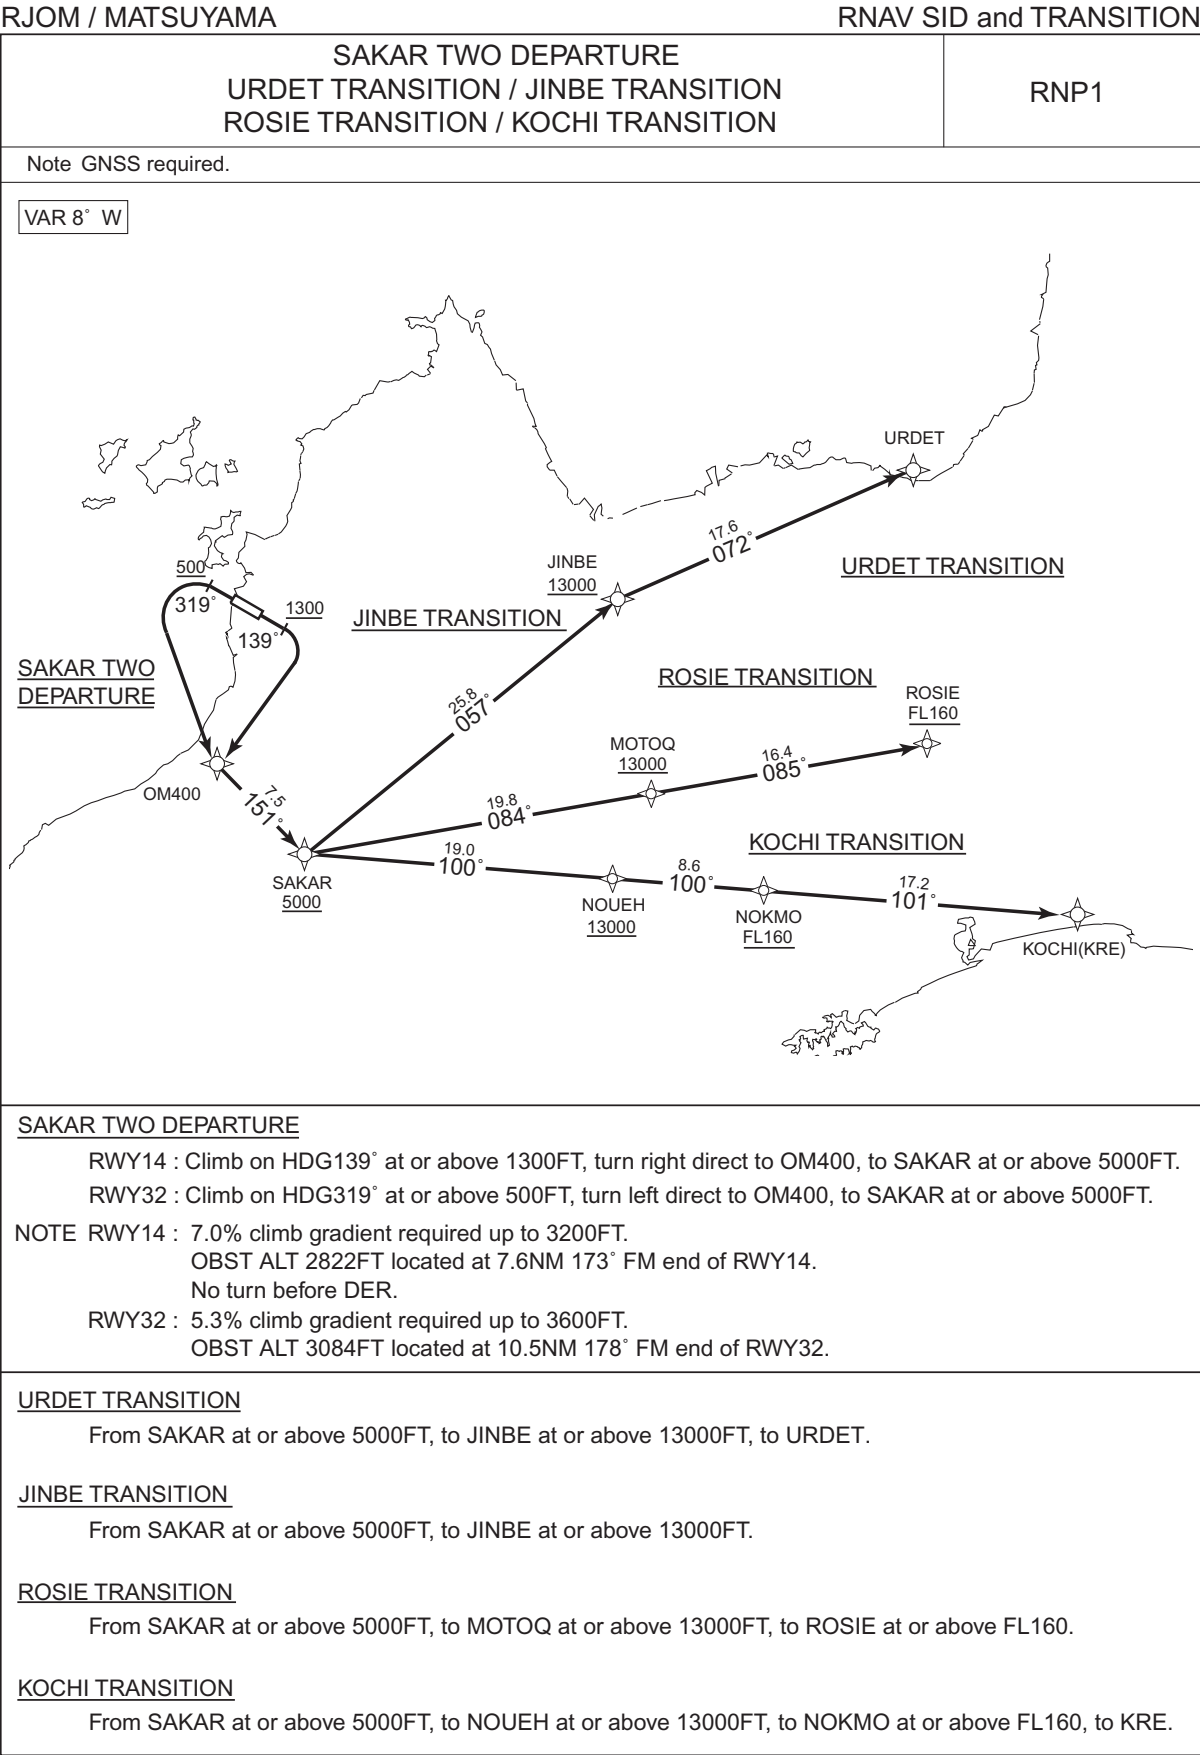 RJOM / MATSUYAMA
RNAV SID and TRANSITION
SAKAR TWO DEPARTURE
URDET TRANSITION / JINBE TRANSITION
ROSIE TRANSITION / KOCHI TRANSITION
RNP1
Note GNSS required.
VAR 8° W
URDET
17.6
072°
JINBE
13000
URDET TRANSITION
500
319°
1300
139°
JINBE TRANSITION
SAKAR TWO
DEPARTURE
ROSIE TRANSITION
25.8
057°
ROSIE
FL160
MOTOQ
13000
16.4
085°
OM400
7.5
151°
19.8
084°
KOCHI TRANSITION
19.0
100°
8.6
100°
17.2
101°
SAKAR
5000
NOUEH
13000
NOKMO
FL160
KOCHI(KRE)
SAKAR TWO DEPARTURE
RWY14 : Climb on HDG139° at or above 1300FT, turn right direct to OM400, to SAKAR at or above 5000FT.
RWY32 : Climb on HDG319° at or above 500FT, turn left direct to OM400, to SAKAR at or above 5000FT.
NOTE RWY14 : 7.0% climb gradient required up to 3200FT.
OBST ALT 2822FT located at 7.6NM 173° FM end of RWY14.
No turn before DER.
RWY32 : 5.3% climb gradient required up to 3600FT.
OBST ALT 3084FT located at 10.5NM 178° FM end of RWY32.
URDET TRANSITION
From SAKAR at or above 5000FT, to JINBE at or above 13000FT, to URDET.
JINBE TRANSITION
From SAKAR at or above 5000FT, to JINBE at or above 13000FT.
ROSIE TRANSITION
From SAKAR at or above 5000FT, to MOTOQ at or above 13000FT, to ROSIE at or above FL160.
KOCHI TRANSITION
From SAKAR at or above 5000FT, to NOUEH at or above 13000FT, to NOKMO at or above FL160, to KRE.